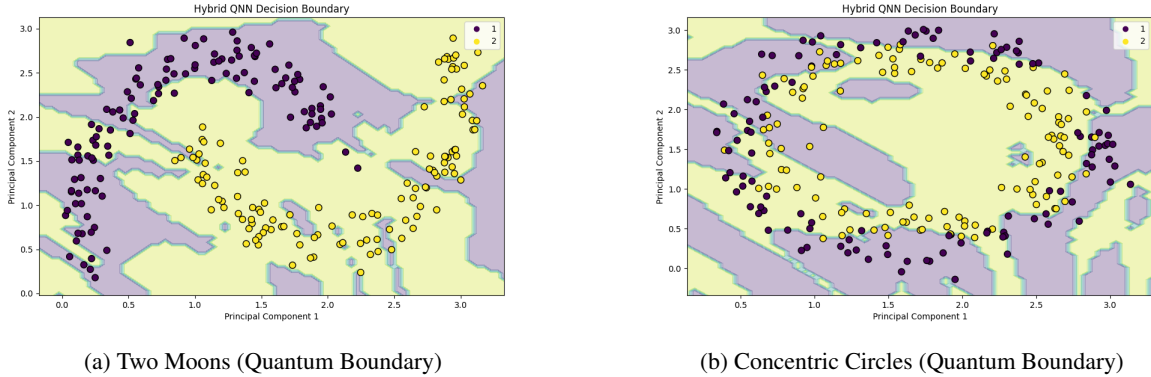 Hybrid QNN Decision Boundary
1
2
3.0
2.5
2.0
1.5
1.0
0.5
0.0
Principal Component 2
0.0 0.5 1.0 1.5 2.0 2.5 3.0
Principal Component 1
(a) Two Moons (Quantum Boundary)
Hybrid QNN Decision Boundary
1
2
3.0
2.5
2.0
1.5
1.0
0.5
0.0
Principal Component 2
0.5 1.0 1.5 2.0 2.5 3.0
Principal Component 1
(b) Concentric Circles (Quantum Boundary)